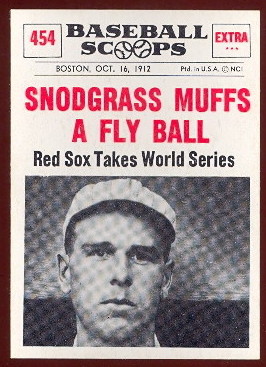 454
BASEBALL SCOOPS
EXTRA
BOSTON, OCT. 16, 1912
Ptd. in U.S.A. © NCI
SNODGRASS MUFFS
A FLY BALL
Red Sox Takes World Series